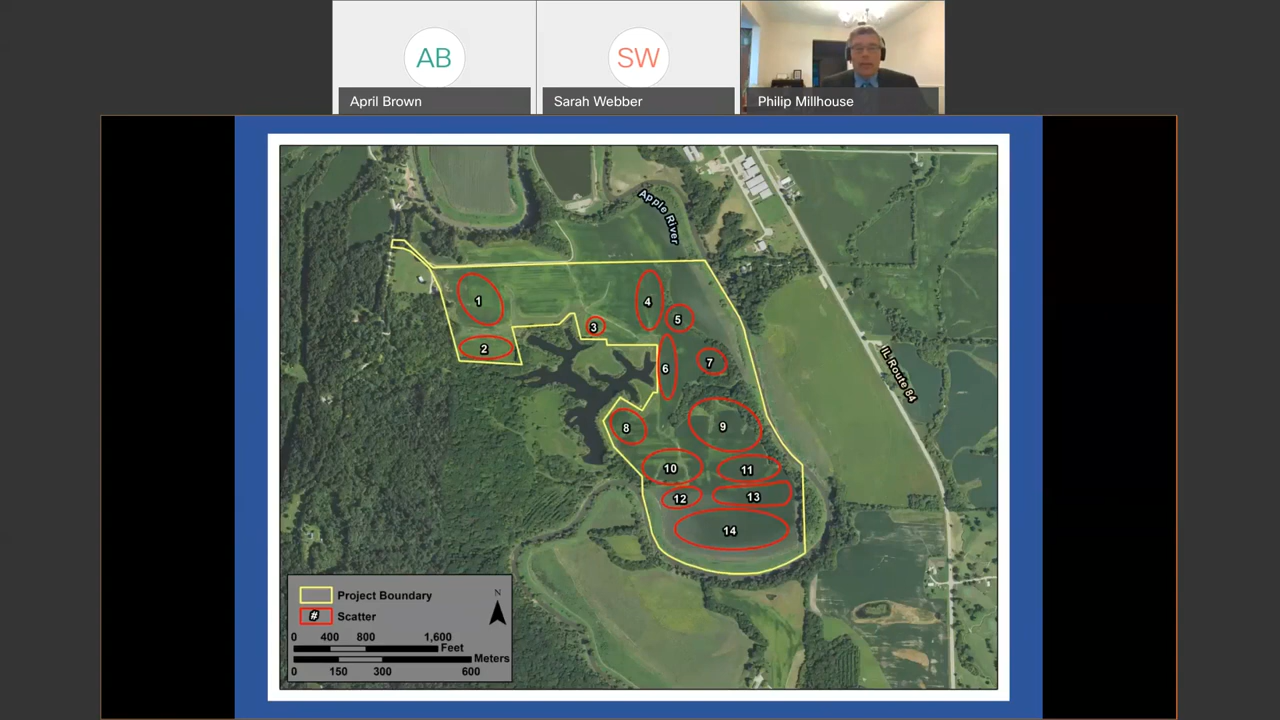 AB
SW
April Brown
Sarah Webber
Philip Millhouse
Apple River
IL Route 84
1
2
3
4
5
6
7
8
9
10
11
12
13
14
Project Boundary
N
#
Scatter
0 400 800 1,600
Feet
Meters
0 150 300 600